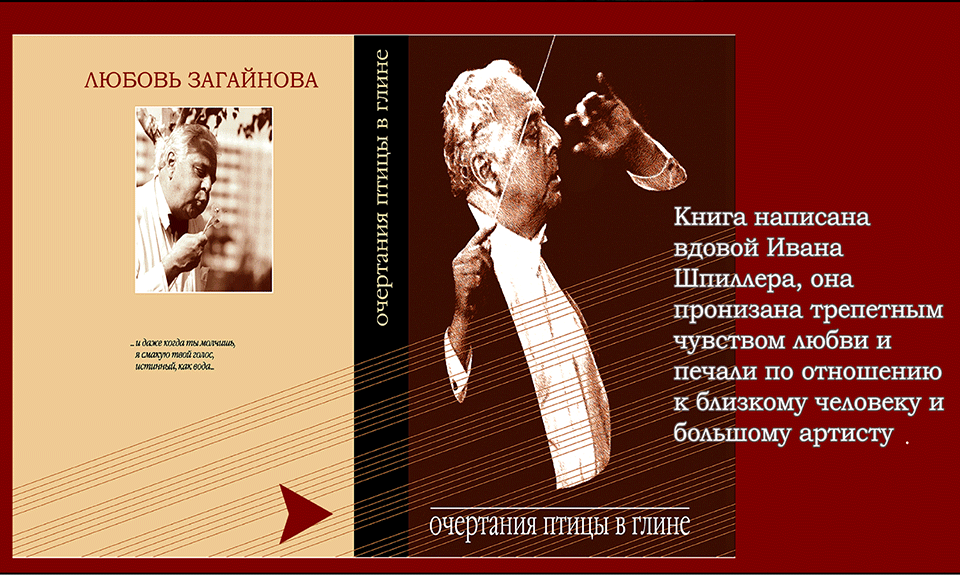 ЛЮБОВЬ ЗАГАЙНОВА
... и даже когда ты молчишь,
я смакую твой голос,
истинный, как вода...
очертания птицы в глине
очертания птицы в глине
Книга написана
вдовой Ивана
Шпиллера, она
пронизана трепетным
чувством любви и
печали по отношению
к близкому человеку и
большому артисту .